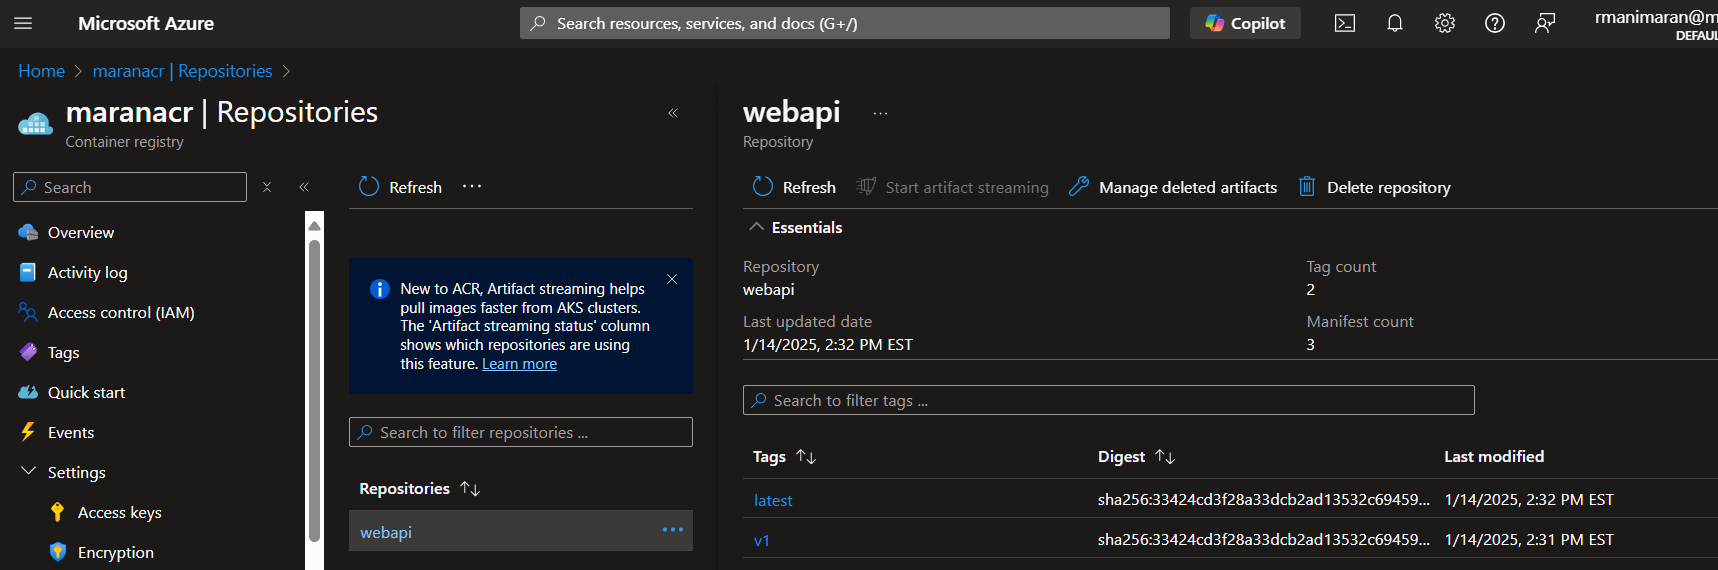 Microsoft Azure
Search resources, services, and docs (G+/)
Copilot
rmanimaran@m
DEFAUL
Home > maranacr | Repositories >
maranacr | Repositories
Container registry
«
Search
«
Overview
Activity log
Access control (IAM)
Tags
Quick start
Events
Settings
Access keys
Encryption
Refresh ...
New to ACR, Artifact streaming helps
pull images faster from AKS clusters.
The 'Artifact streaming status' column
shows which repositories are using
this feature. Learn more
Search to filter repositories ...
Repositories ↑↓
webapi ...
webapi ...
Repository
Refresh Start artifact streaming Manage deleted artifacts Delete repository
Essentials
Repository
webapi
Last updated date
1/14/2025, 2:32 PM EST
Tag count
2
Manifest count
3
Search to filter tags ...
Tags ↑↓ Digest ↑↓ Last modified
latest sha256:33424cd3f28a33dcb2ad13532c69459... 1/14/2025, 2:32 PM EST
v1 sha256:33424cd3f28a33dcb2ad13532c69459... 1/14/2025, 2:31 PM EST